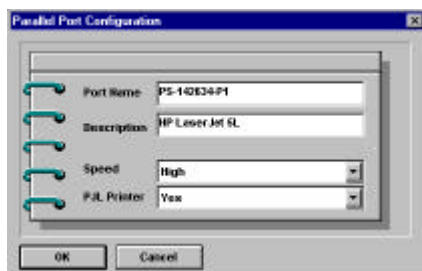 Parallel Port Configuration
Port Name PS-142634-P1
Description HP LaserJet 5L
Speed High
PJL Printer Yes
OK Cancel